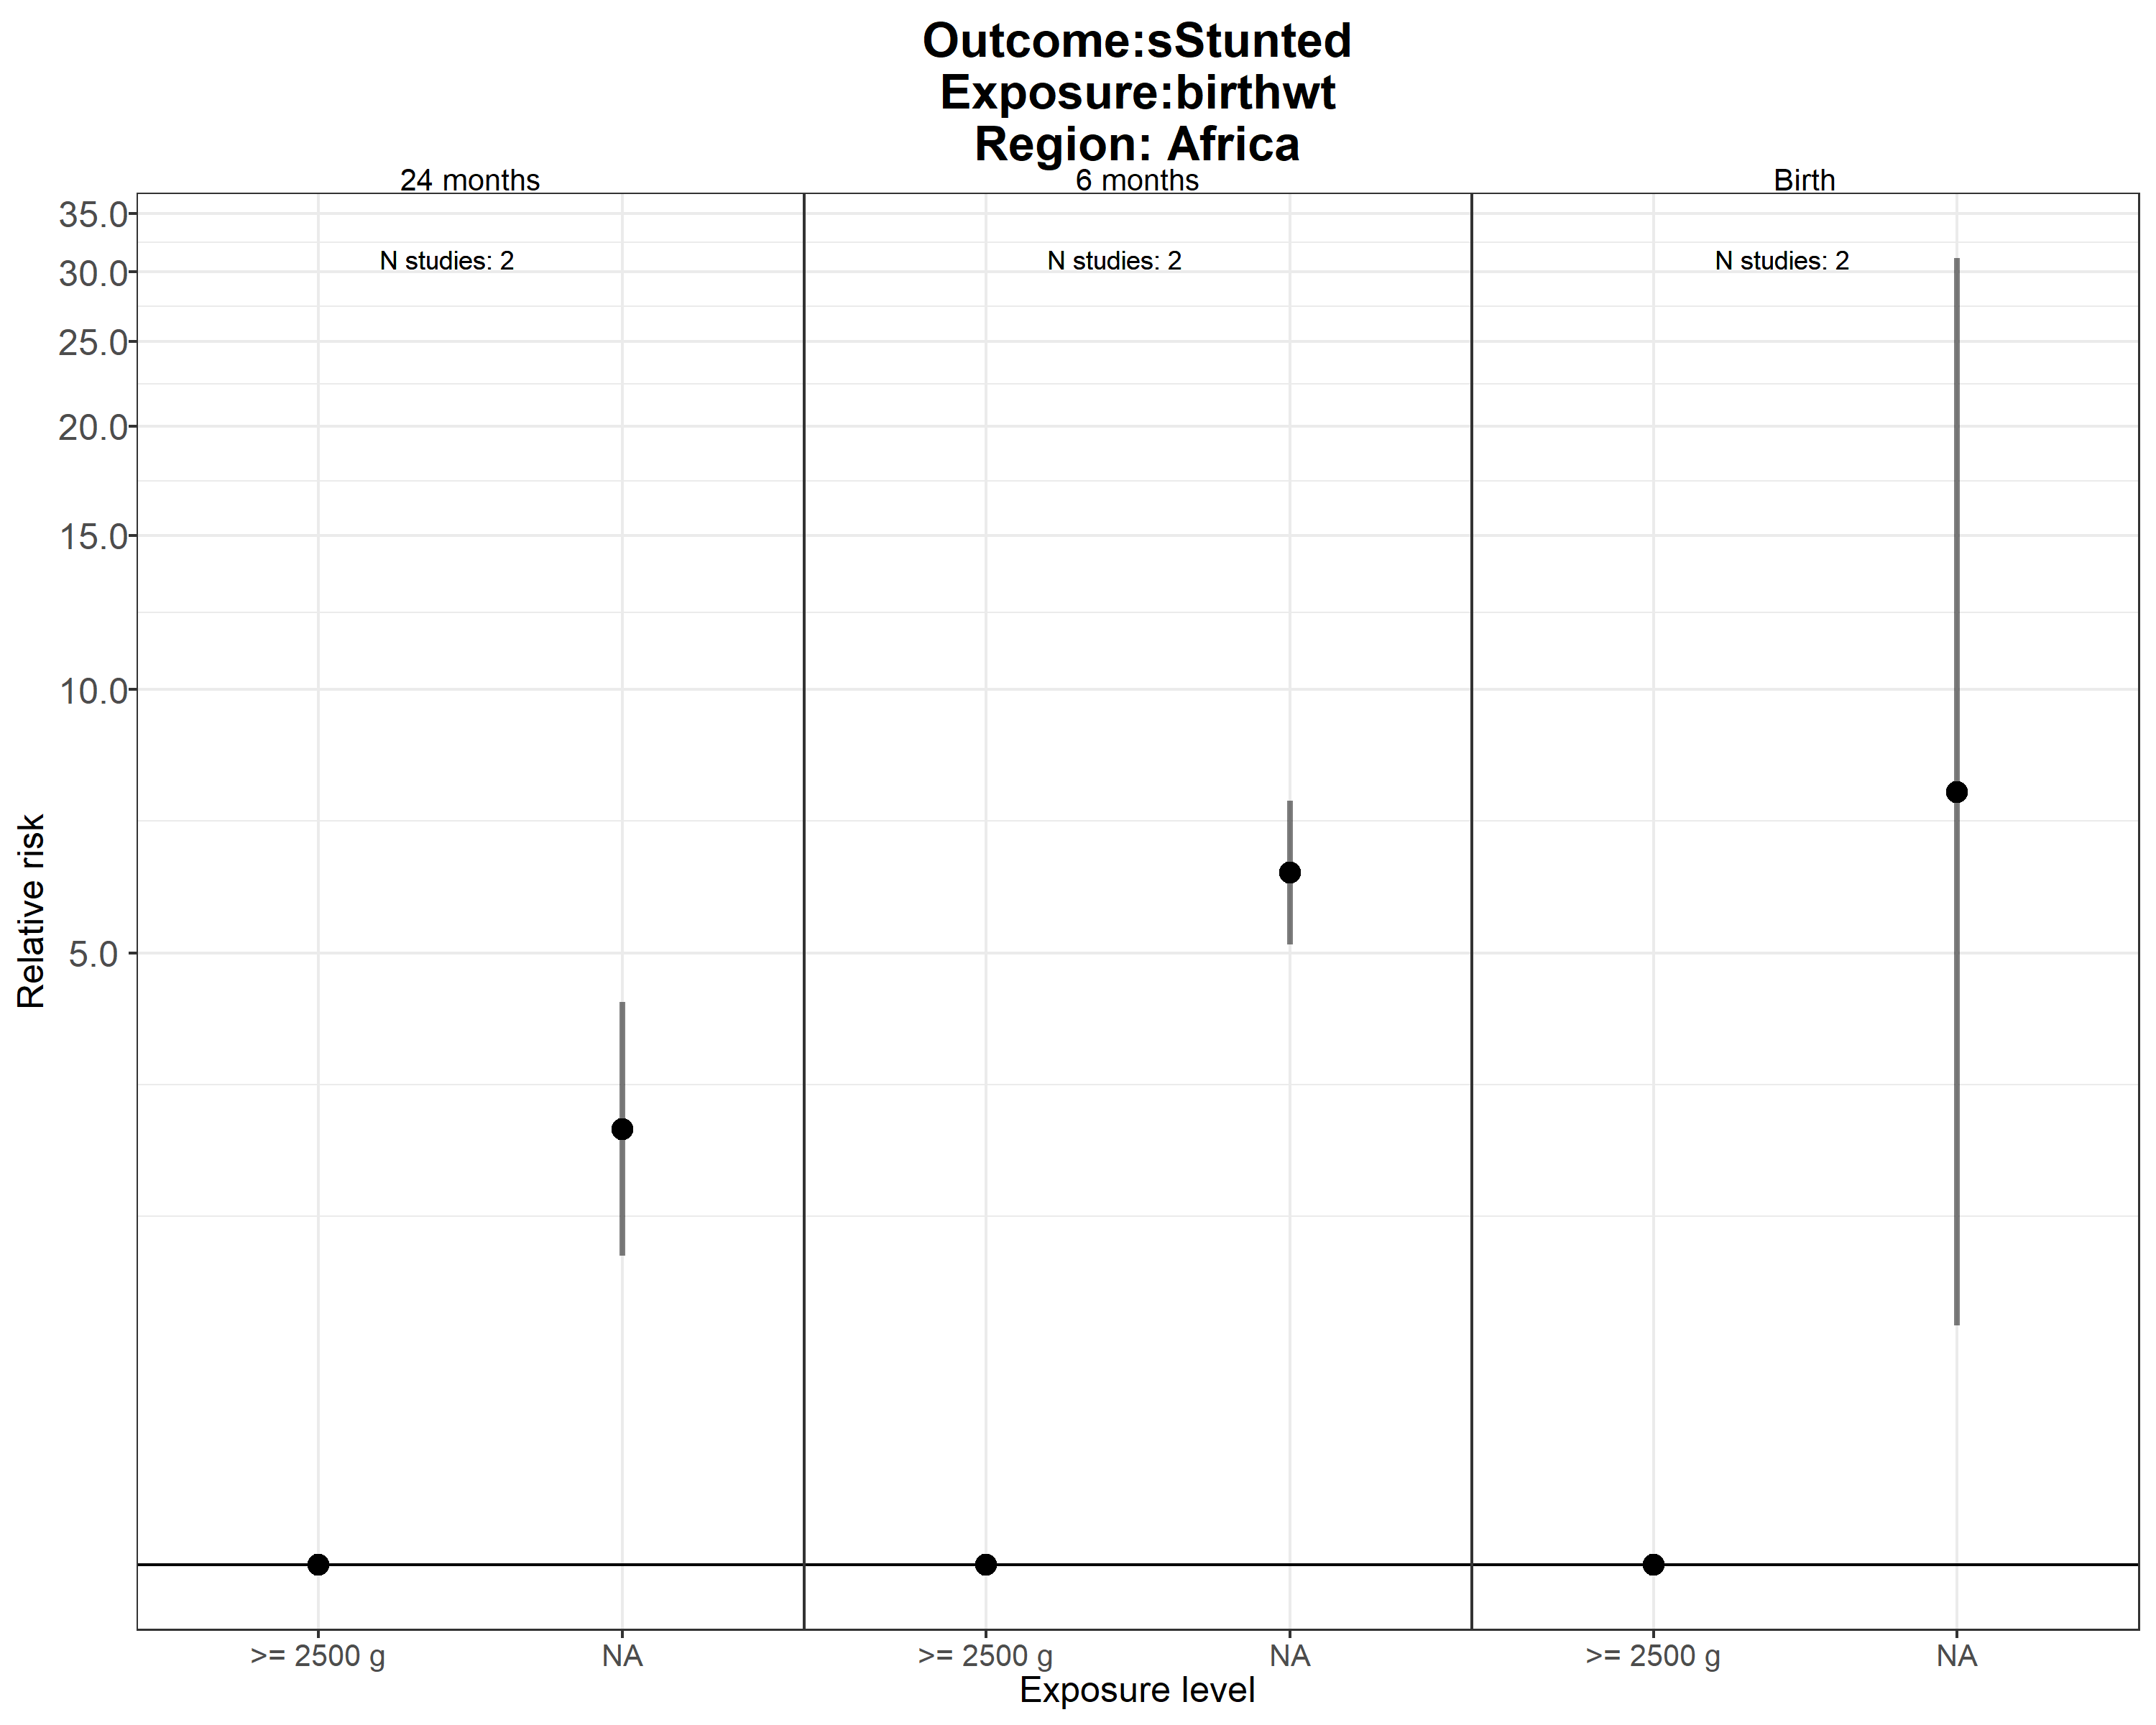 Outcome:sStunted
Exposure:birthwt
Region: Africa
24 months
6 months
Birth
N studies: 2
N studies: 2
N studies: 2
35.0
30.0
25.0
20.0
15.0
10.0
5.0
Relative risk
>= 2500 g
NA
>= 2500 g
NA
>= 2500 g
NA
Exposure level